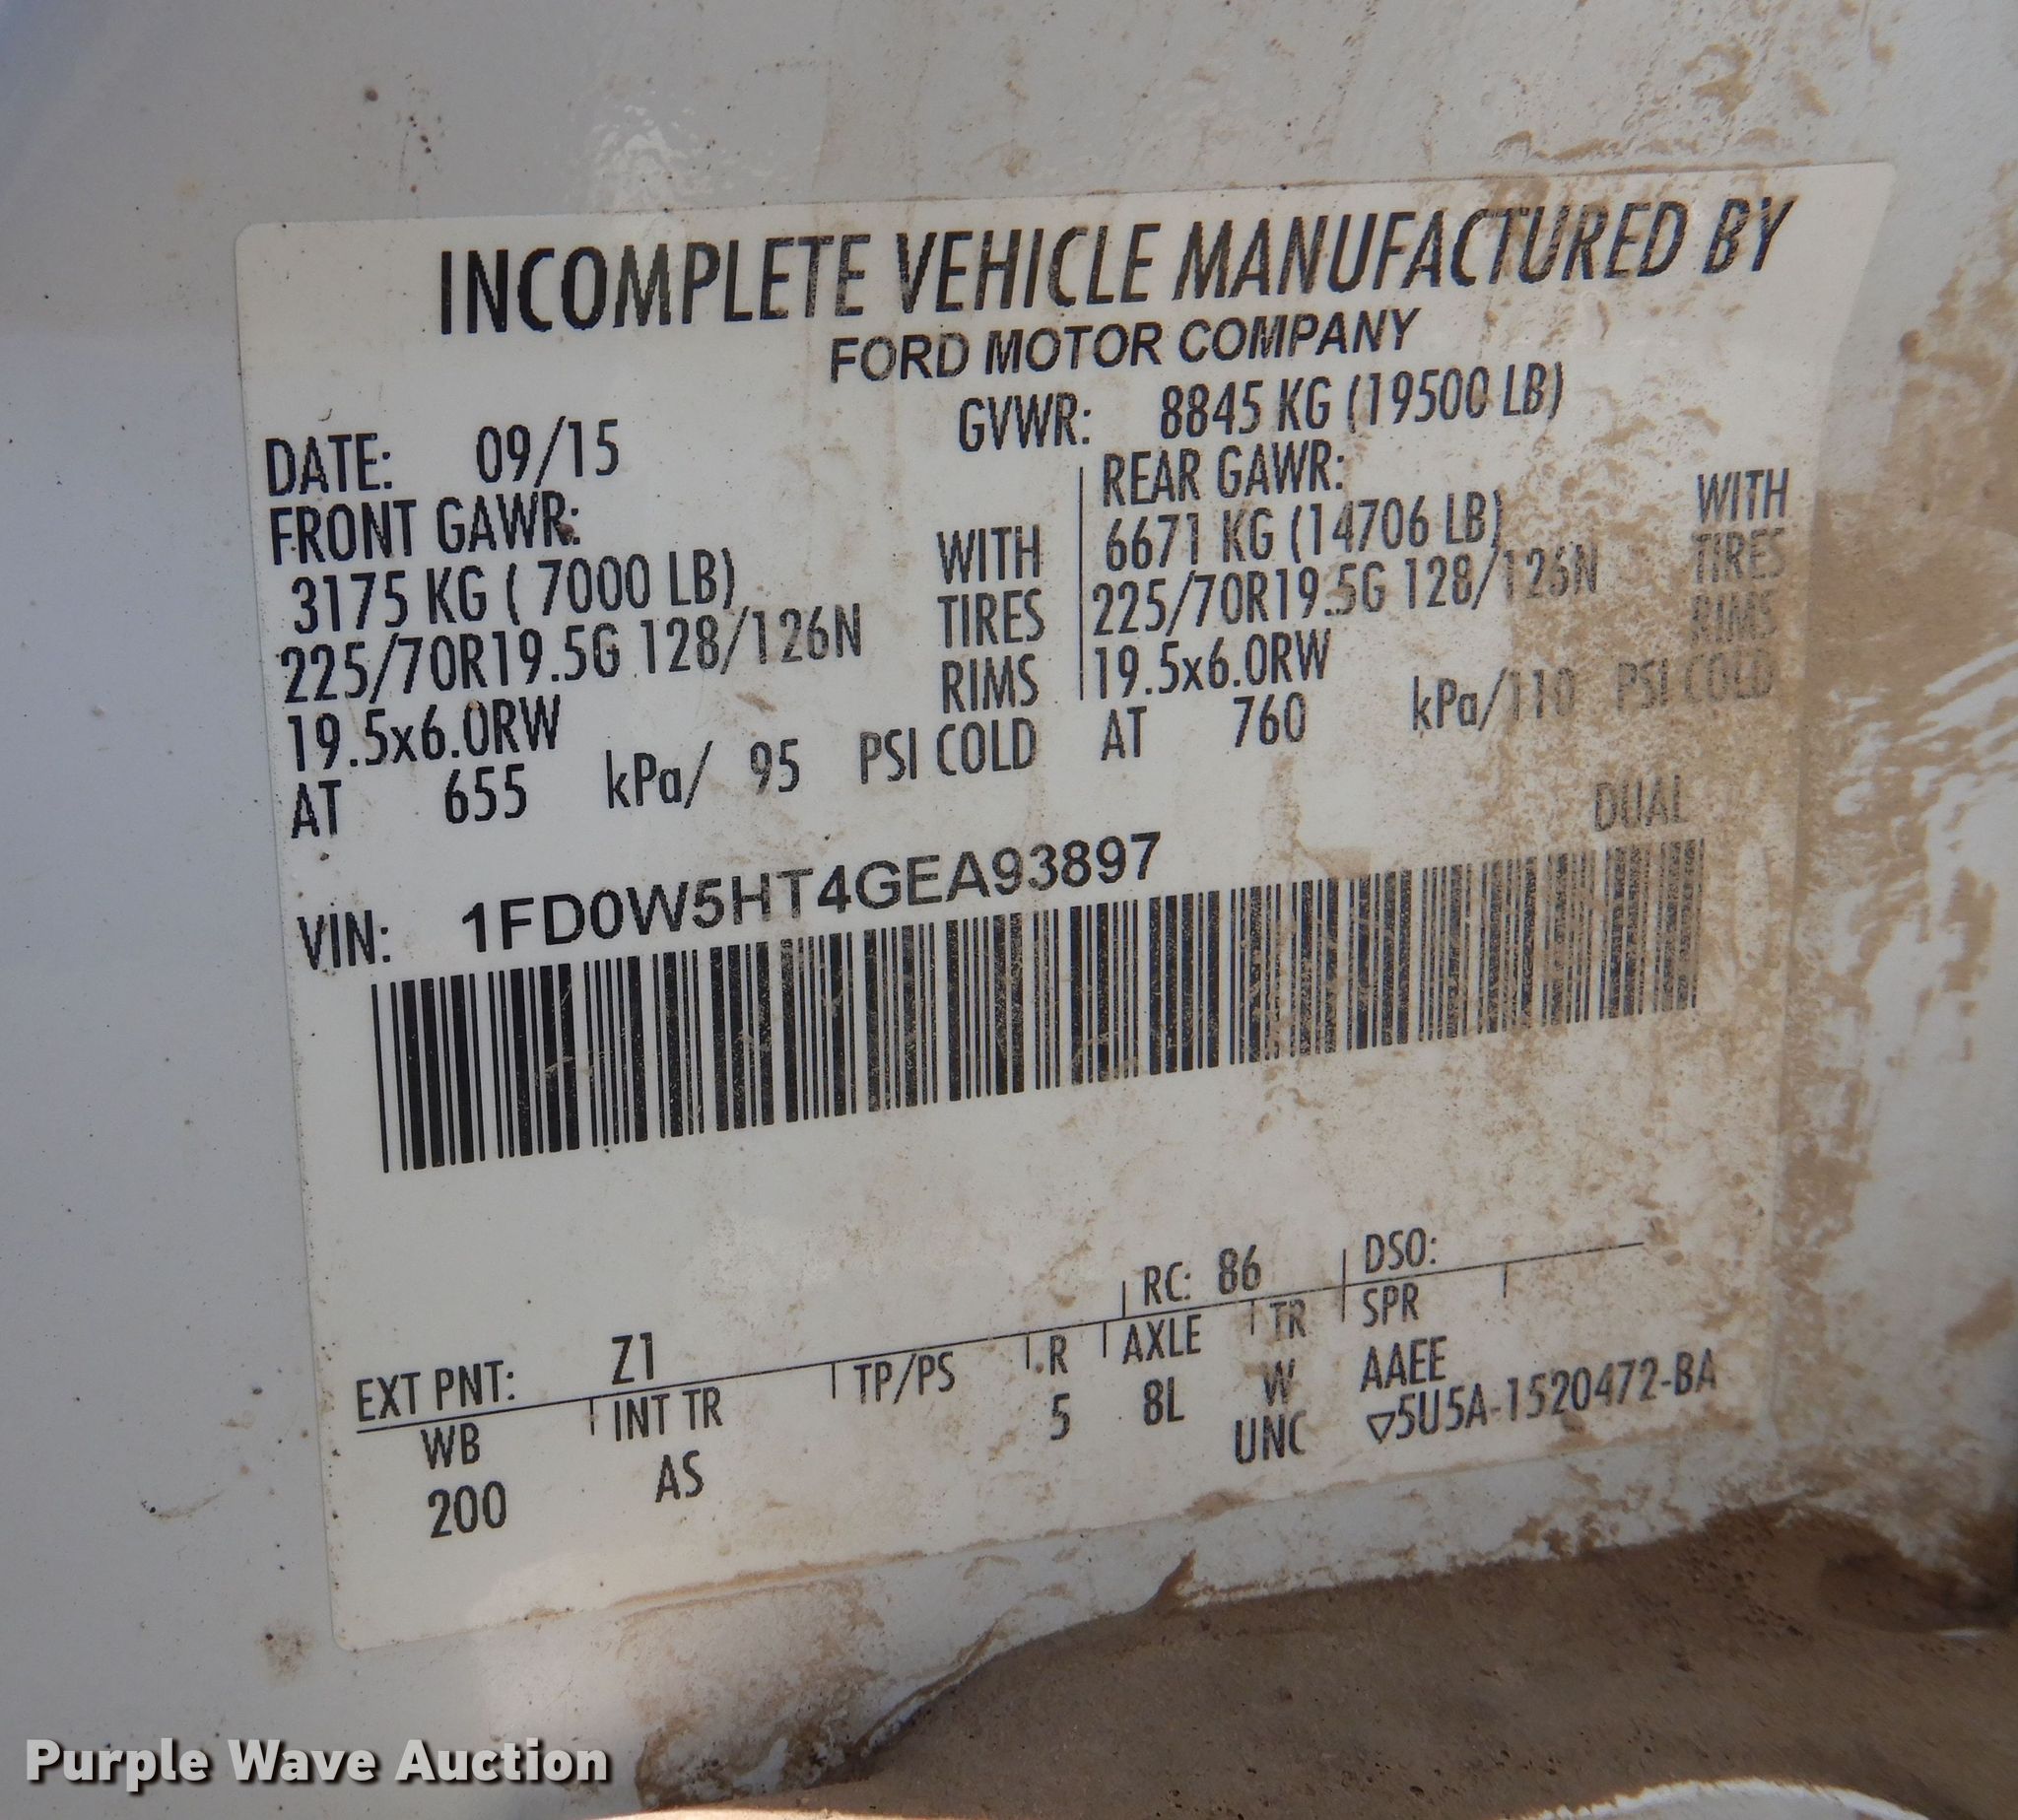 INCOMPLETE VEHICLE MANUFACTURED BY
FORD MOTOR COMPANY
DATE: 09/15
GVWR: 8845 KG (19500 LB)
FRONT GAWR:
3175 KG ( 7000 LB) WITH
225/70R19.5G 128/126N TIRES
19.5x6.0RW RIMS
AT 655 kPa/ 95 PSI COLD
REAR GAWR:
6671 KG (14706 LB) WITH
225/70R19.5G 128/126N TIRES
19.5x6.0RW RIMS
AT 760 kPa/110 PSI COLD
DUAL
VIN: 1FD0W5HT4GEA93897
EXT PNT: Z1 RC: 86 DSO:
WB INT TR TP/PS R AXLE TR SPR
200 AS 5 8L W AAEE
UNC ▽5U5A-1520472-BA
Purple Wave Auction